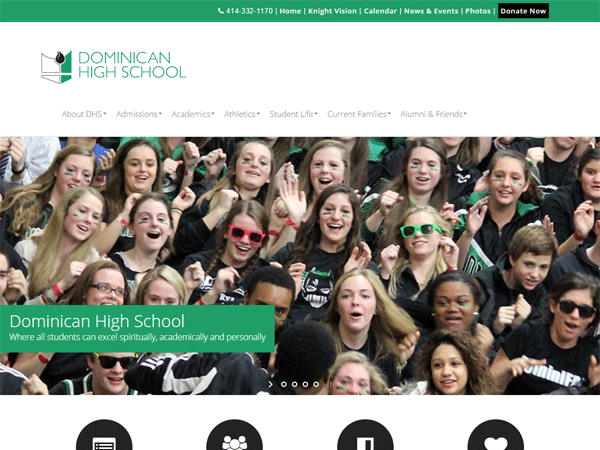 414-332-1170 | Home | Knight Vision | Calendar | News & Events | Photos | Donate Now
DOMINICAN
HIGH SCHOOL
About DHS Admissions Academics Athletics Student Life Current Families Alumni & Friends
Dominican High School
Where all students can excel spiritually, academically and personally